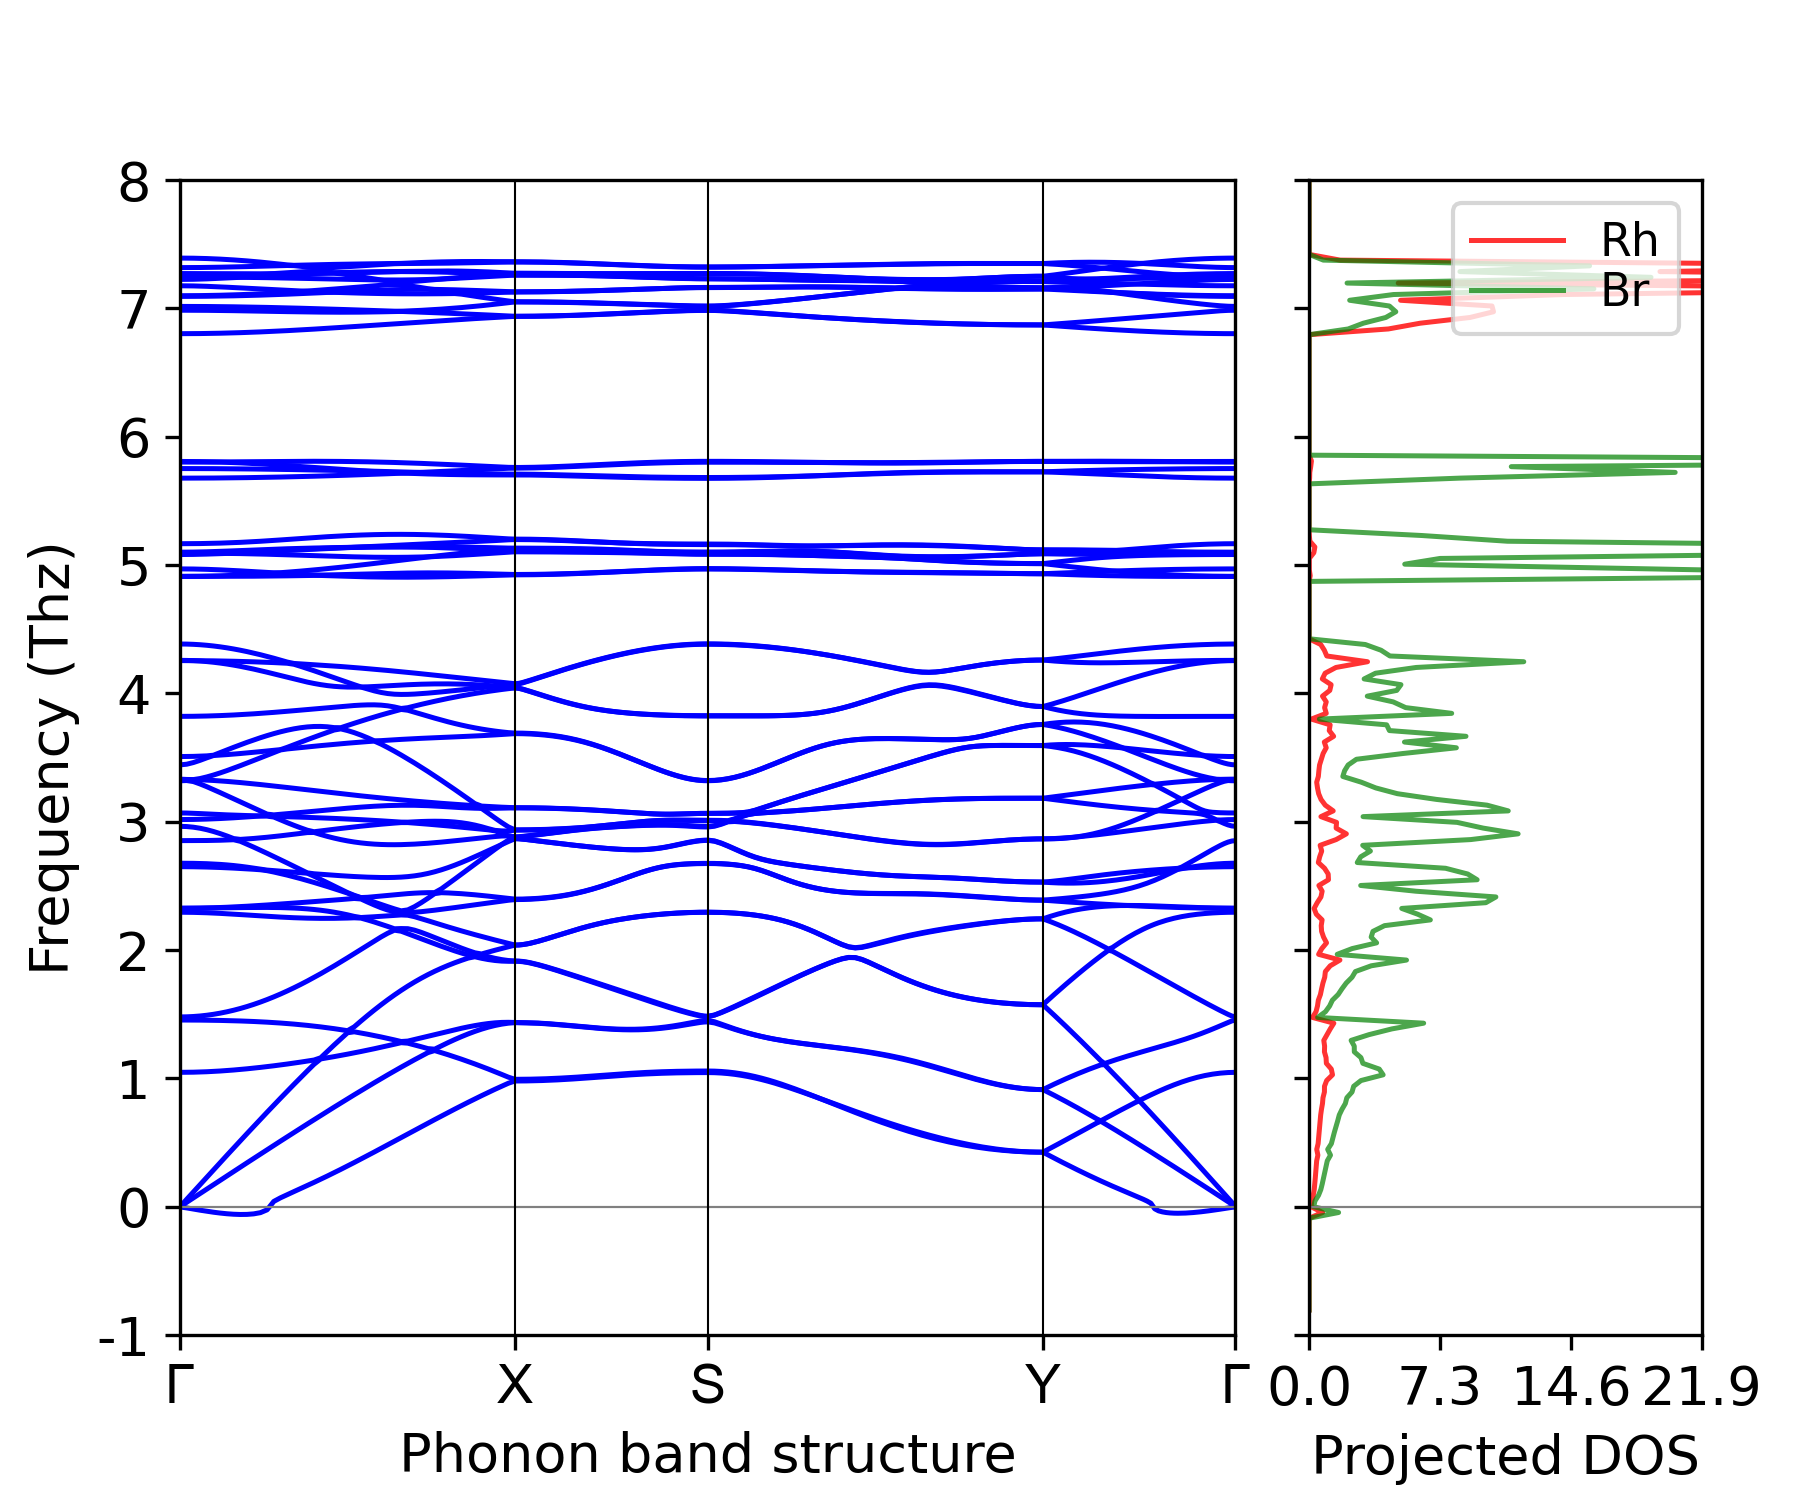 8
7
6
5
4
3
2
1
0
-1
Frequency (Thz)
Γ X S Y Γ
Phonon band structure
Rh
Br
0.0 7.3 14.6 21.9
Projected DOS